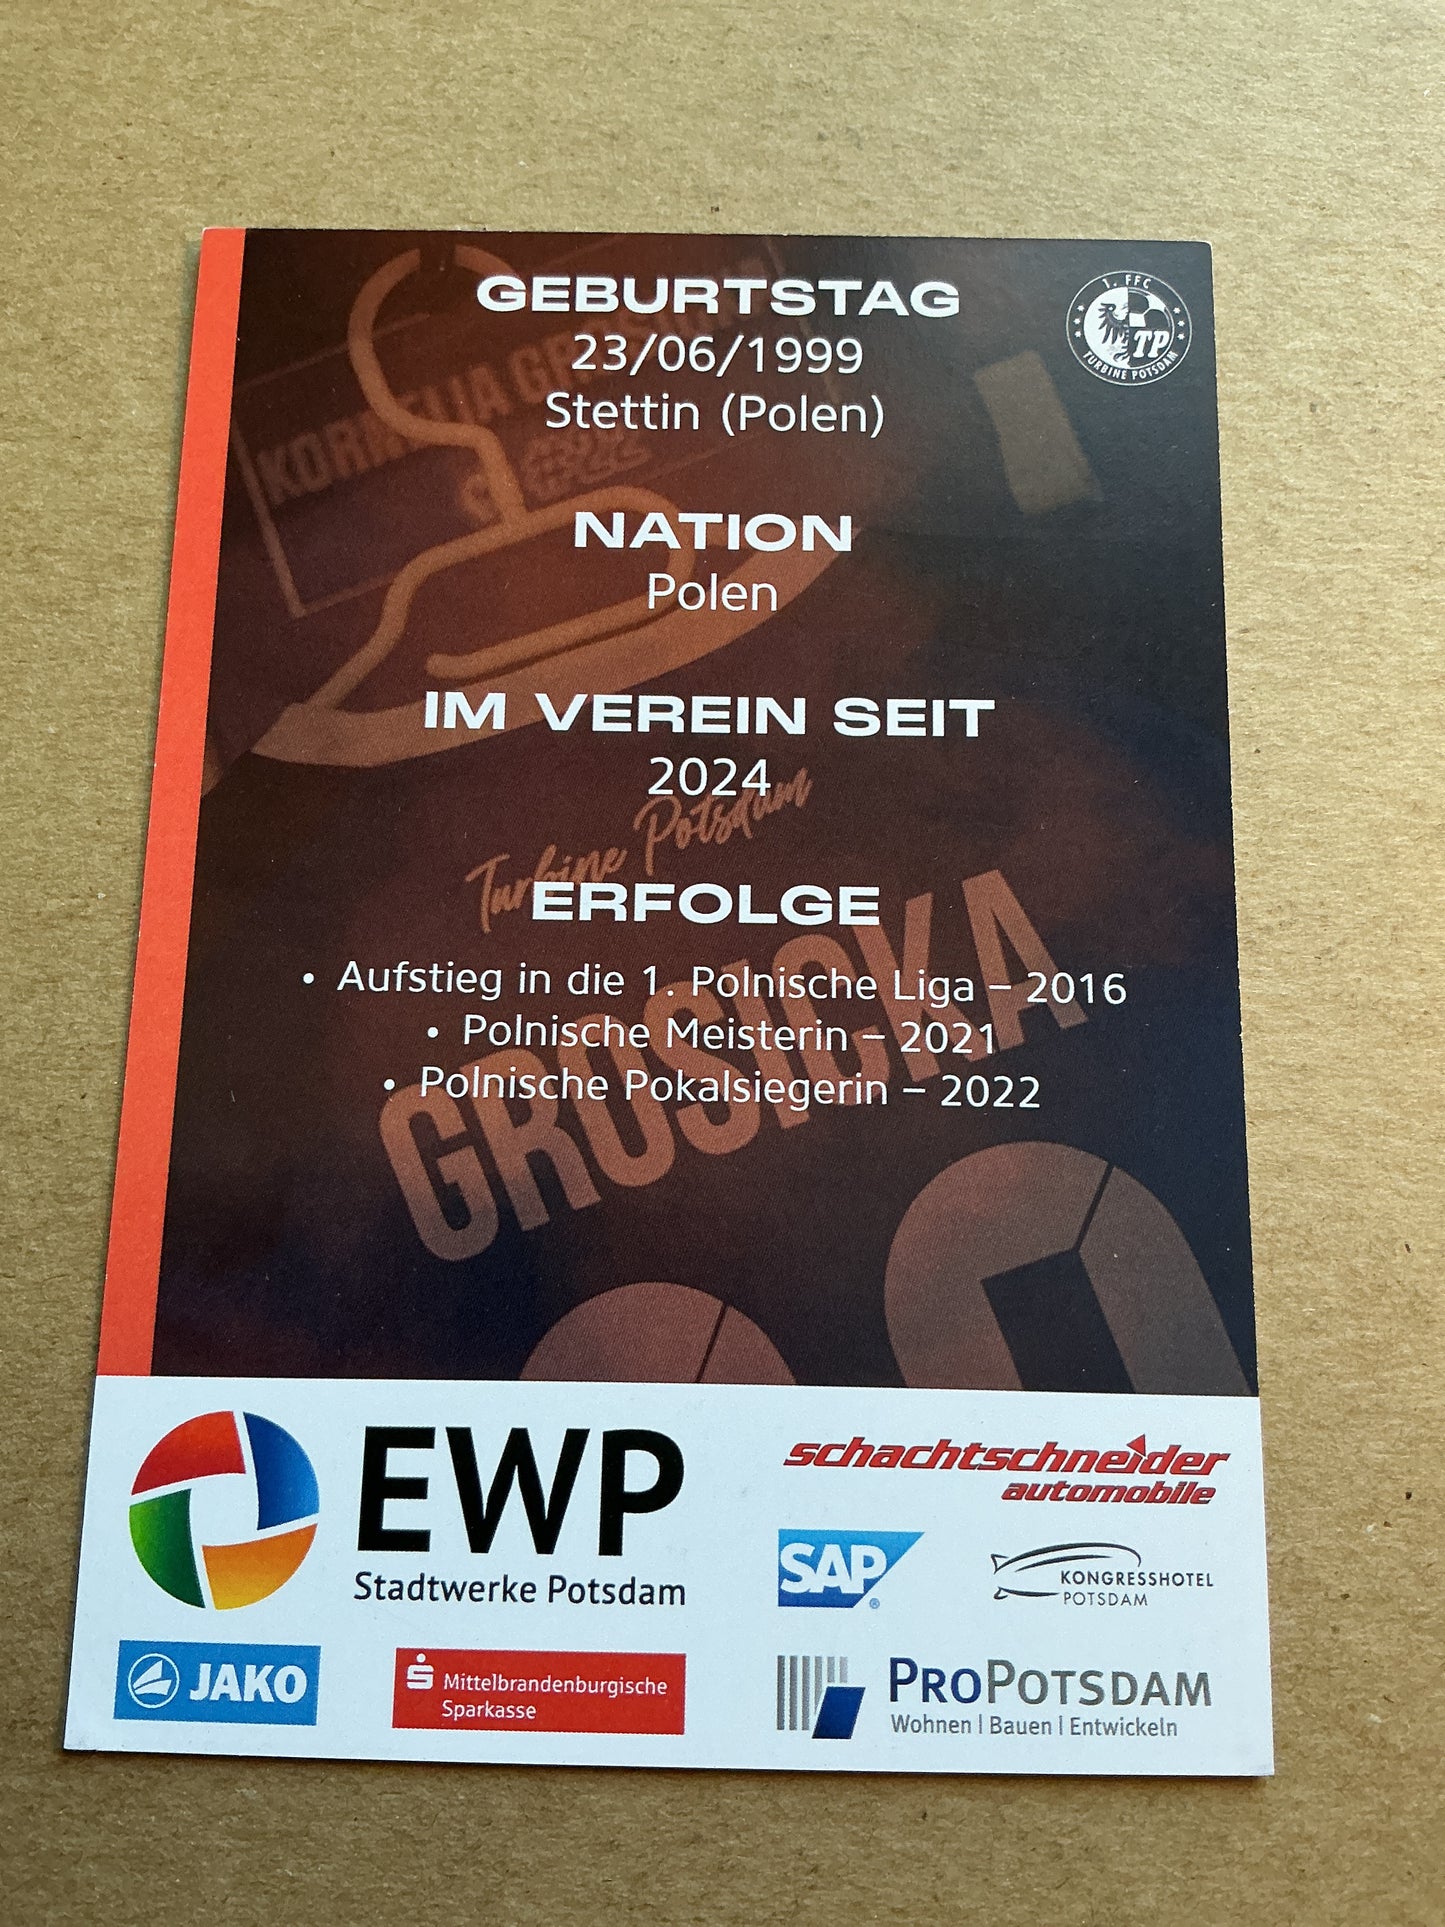 GEBURTSTAG
23/06/1999
Stettin (Polen)
1. FFC
TP
TURBINE POTSDAM
KORNELIA GROSICKA
NATION
Polen
IM VEREIN SEIT
2024
Turbine Potsdam
ERFOLGE
• Aufstieg in die 1. Polnische Liga – 2016
• Polnische Meisterin – 2021
• Polnische Pokalsiegerin – 2022
GROSICKA
EWP
Stadtwerke Potsdam
schachtschneider
automobile
SAP®
KONGRESSHOTEL
POTSDAM
JAKO
Mittelbrandenburgische
Sparkasse
PROPOTSDAM
Wohnen | Bauen | Entwickeln